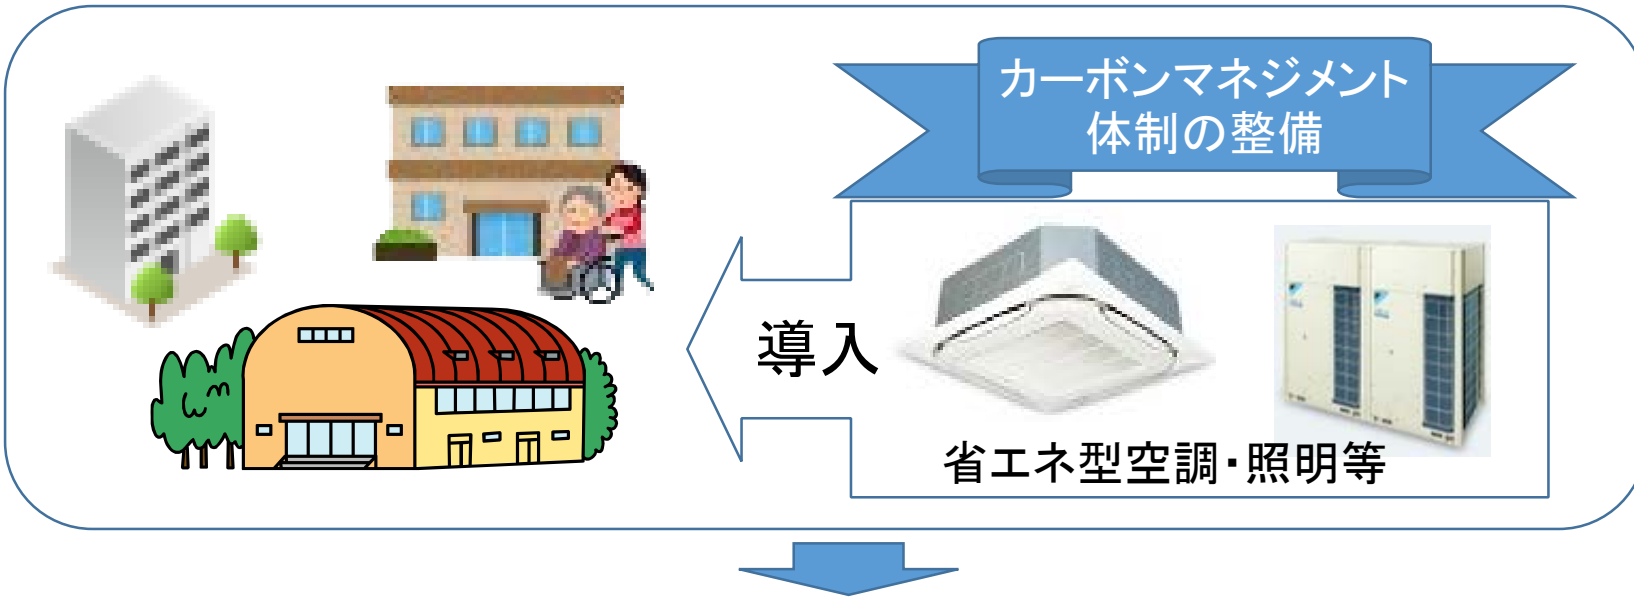 カーボンマネジメント
体制の整備
導入
省エネ型空調・照明等